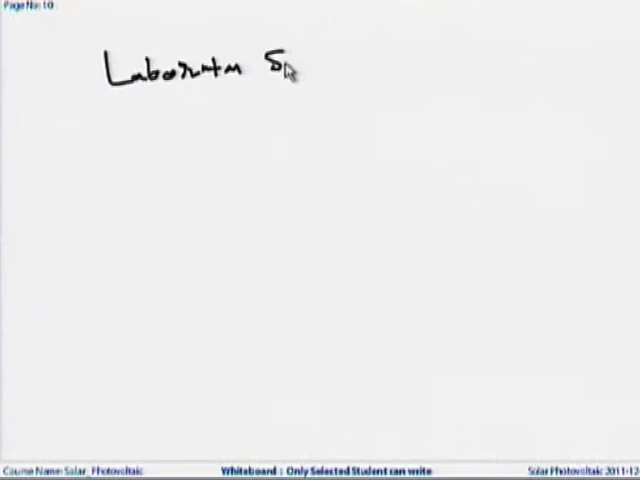 Page No: 10
Laboratory S
Course Name: Solar_Photovoltaic Whiteboard : Only Selected Student can write Solar Photovoltaic 2011-12